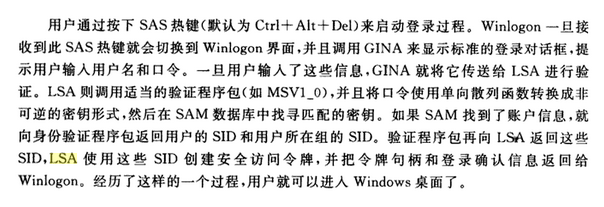 用户通过按下 SAS 热键(默认为 Ctrl+Alt+Del)来启动登录过程。Winlogon 一旦接
收到此 SAS 热键就会切换到 Winlogon 界面,并且调用 GINA 来显示标准的登录对话框,提
示用户输入用户名和口令。一旦用户输入了这些信息,GINA 就将它传送给 LSA 进行验
证。LSA 则调用适当的验证程序包(如 MSV1_0),并且将口令使用单向散列函数转换成非
可逆的密钥形式,然后在 SAM 数据库中寻找匹配的密钥。如果 SAM 找到了账户信息,就
向身份验证程序包返回用户的 SID 和用户所在组的 SID。验证程序包再向 LSA 返回这些
SID,LSA 使用这些 SID 创建安全访问令牌,并把令牌句柄和登录确认信息返回给
Winlogon。经历了这样的一个过程,用户就可以进入 Windows 桌面了。